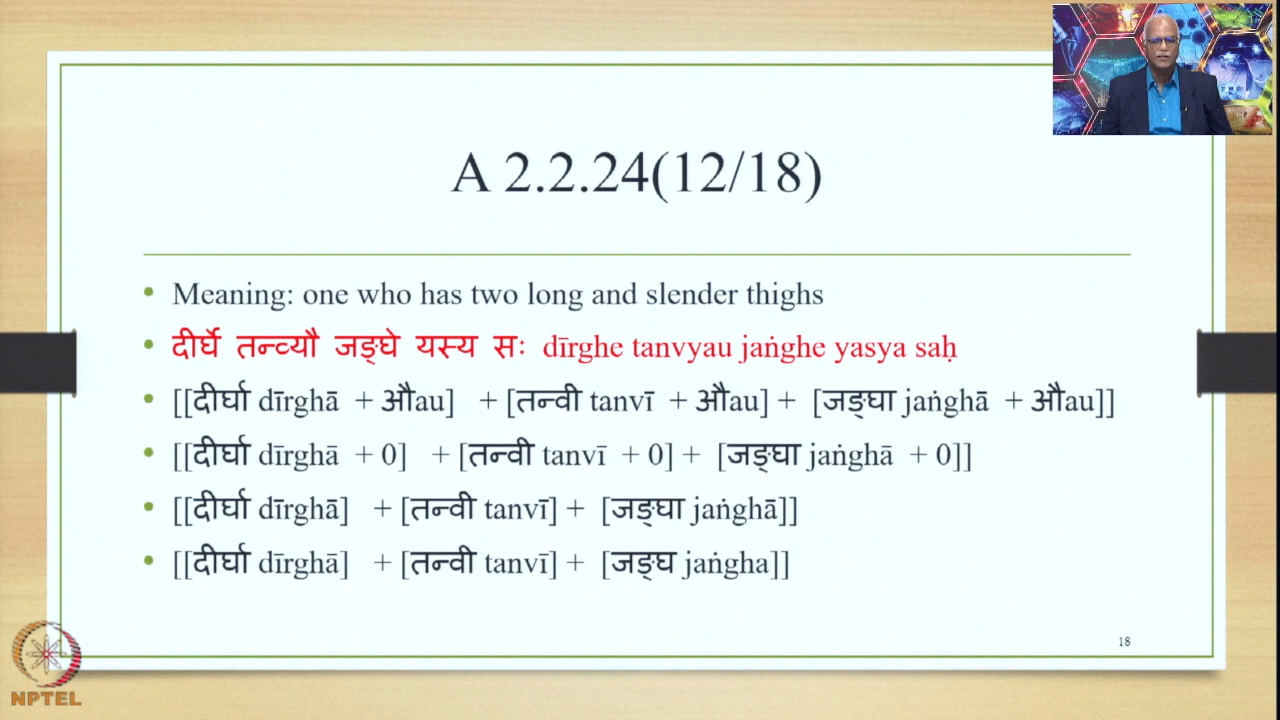 A 2.2.24(12/18)
Meaning: one who has two long and slender thighs
दीर्घे तन्व्यौ जङ्घे यस्य सः dīrghe tanvyau jaṅghe yasya saḥ
[[दीर्घा dīrghā + औau] + [तन्वी tanvī + औau] + [जङ्घा jaṅghā + औau]]
[[दीर्घा dīrghā + 0] + [तन्वी tanvī + 0] + [जङ्घा jaṅghā + 0]]
[[दीर्घा dīrghā] + [तन्वी tanvī] + [जङ्घा jaṅghā]]
[[दीर्घा dīrghā] + [तन्वी tanvī] + [जङ्घ jaṅgha]]
18
NPTEL